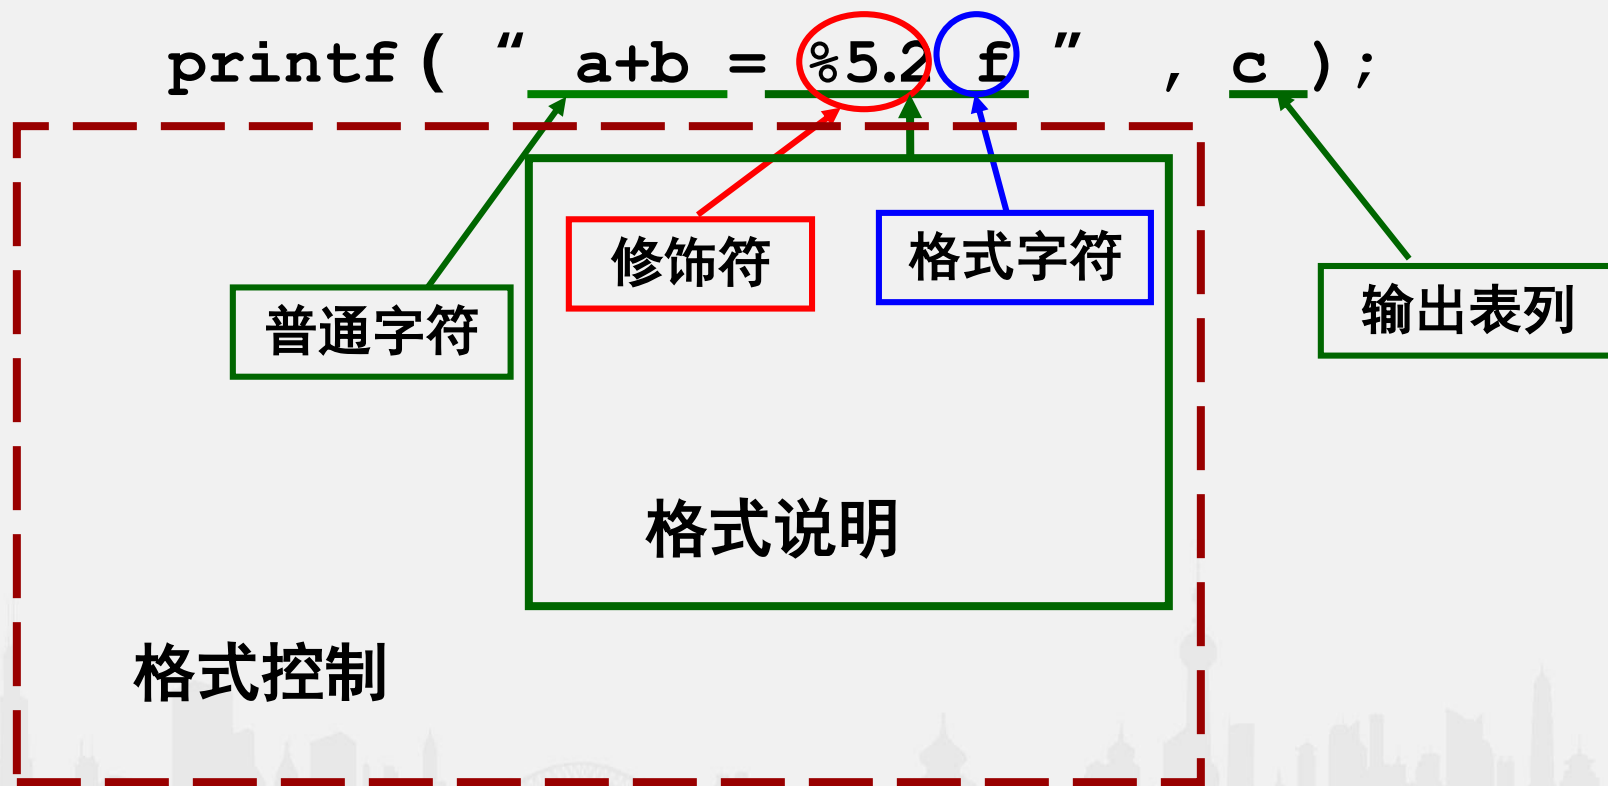 printf( “ a+b = %5.2 f ” , c );
修饰符
格式字符
普通字符
输出表列
格式说明
格式控制